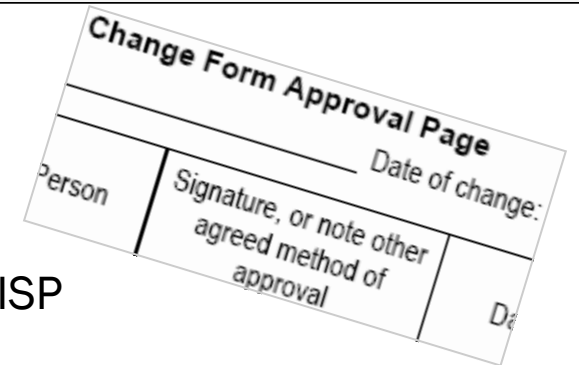 Change Form Approval Page
Date of change:
Person
Signature, or note other
agreed method of
approval
ISP